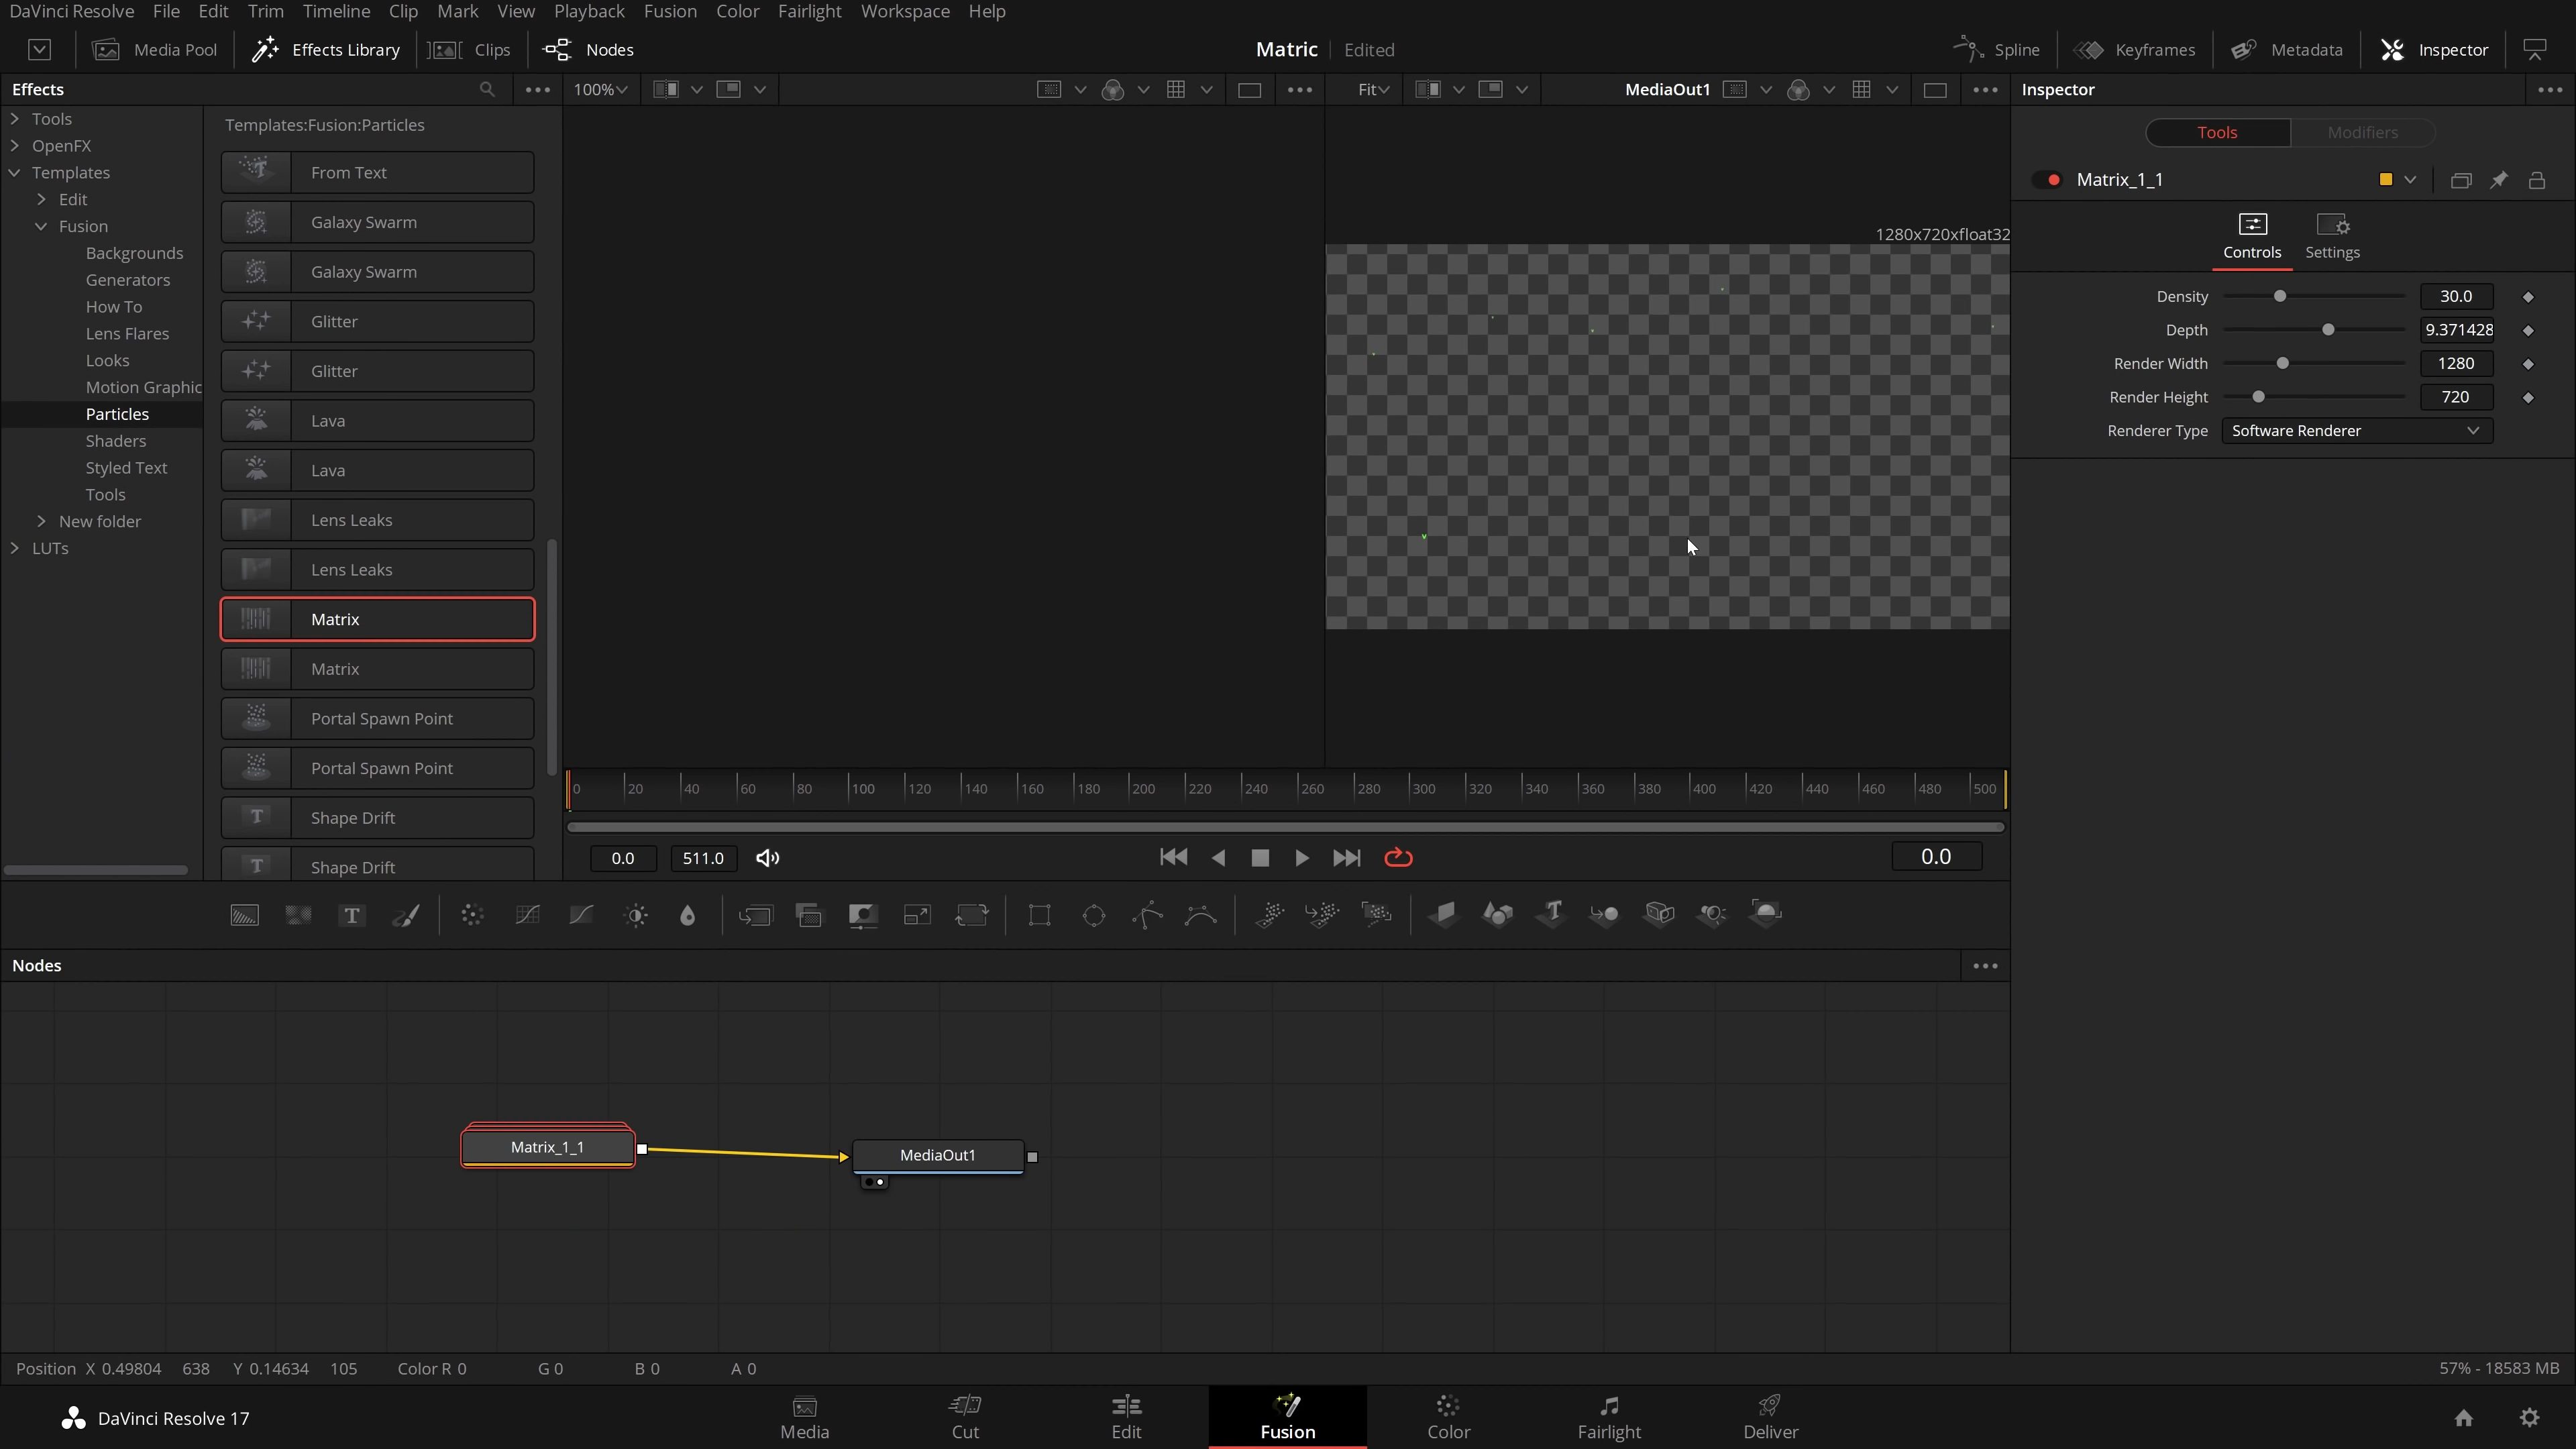 DaVinci Resolve File Edit Trim Timeline Clip Mark View Playback Fusion Color Fairlight Workspace Help
Media Pool Effects Library Clips Nodes Matric Edited Spline Keyframes Metadata Inspector
Effects 100% Fit MediaOut1 Inspector
Tools
OpenFX
Templates
Edit
Fusion
Backgrounds
Generators
How To
Lens Flares
Looks
Motion Graphic
Particles
Shaders
Styled Text
Tools
New folder
LUTs
Templates:Fusion:Particles
From Text
Galaxy Swarm
Galaxy Swarm
Glitter
Glitter
Lava
Lava
Lens Leaks
Lens Leaks
Matrix
Matrix
Portal Spawn Point
Portal Spawn Point
Shape Drift
Shape Drift
1280x720xfloat32
0 20 40 60 80 100 120 140 160 180 200 220 240 260 280 300 320 340 360 380 400 420 440 460 480 500
0.0 511.0 0.0
Tools Modifiers
Matrix_1_1
Controls Settings
Density 30.0
Depth 9.371428
Render Width 1280
Render Height 720
Renderer Type Software Renderer
Nodes
Matrix_1_1
MediaOut1
Position X 0.49804 638 Y 0.14634 105 Color R 0 G 0 B 0 A 0 57% - 18583 MB
DaVinci Resolve 17 Media Cut Edit Fusion Color Fairlight Deliver